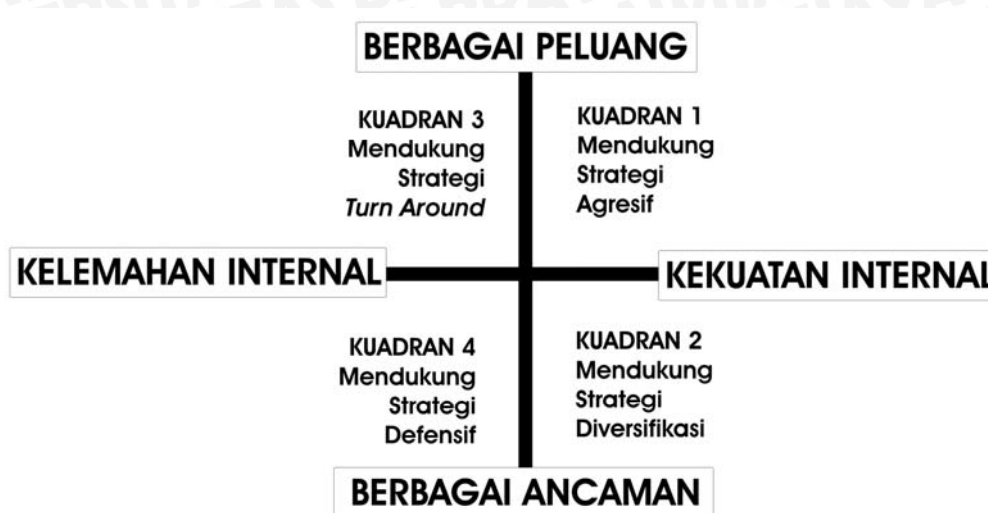 BERBAGAI PELUANG
KUADRAN 3
Mendukung
Strategi
Turn Around
KUADRAN 1
Mendukung
Strategi
Agresif
KELEMAHAN INTERNAL
KEKUATAN INTERNAL
KUADRAN 4
Mendukung
Strategi
Defensif
KUADRAN 2
Mendukung
Strategi
Diversifikasi
BERBAGAI ANCAMAN